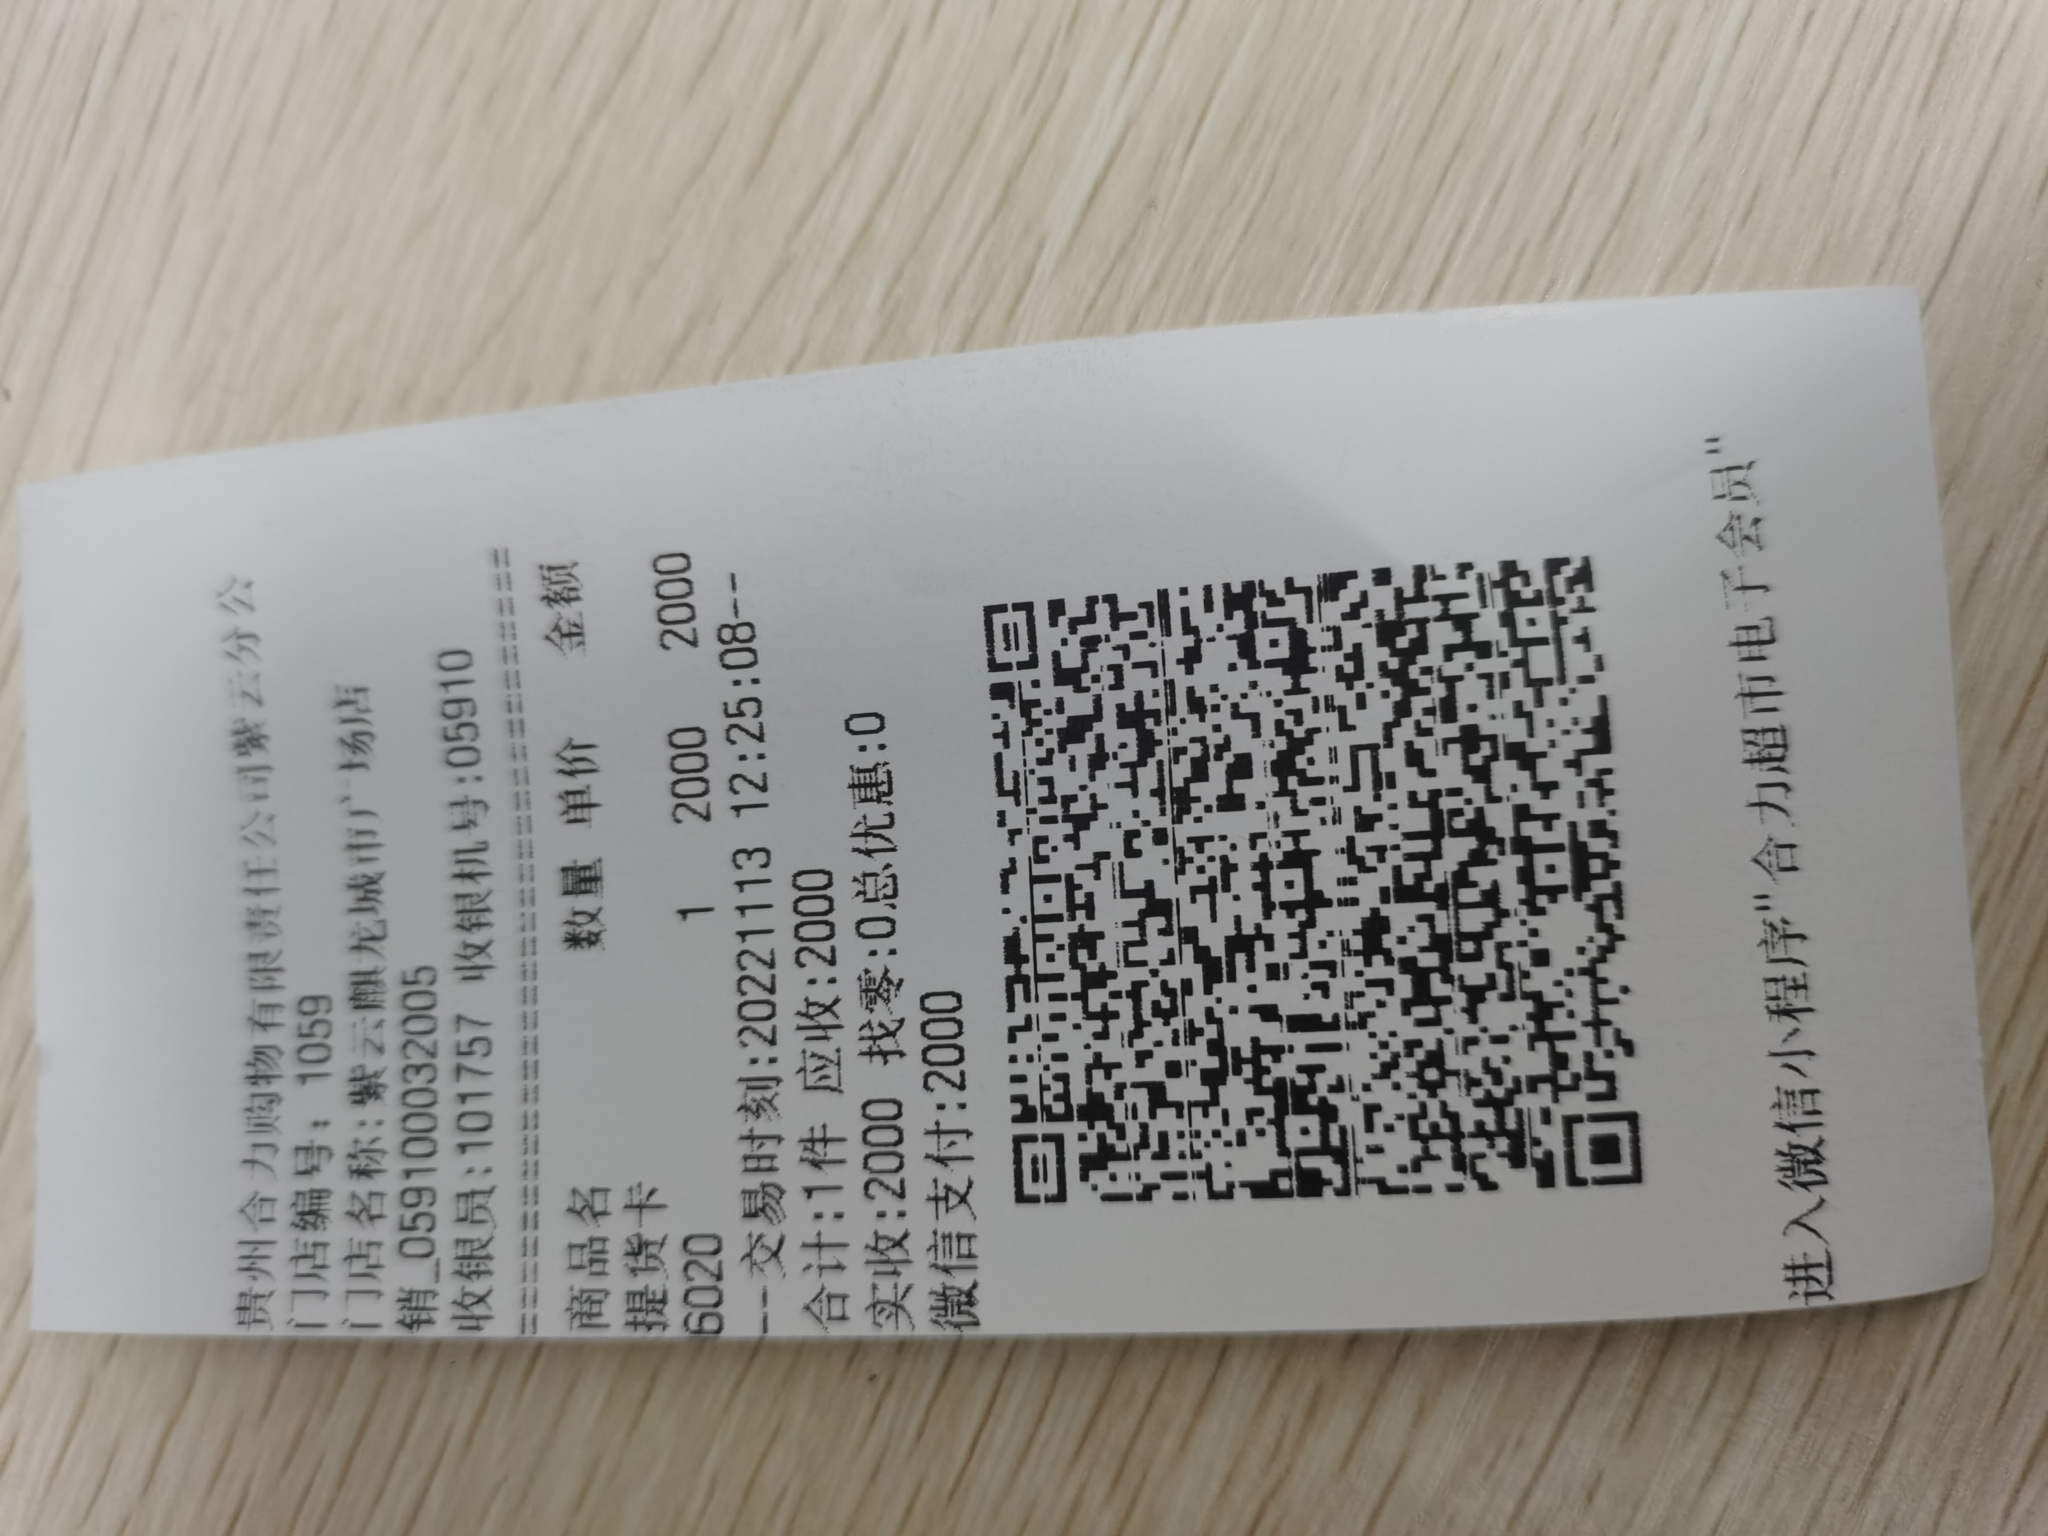 贵州合力购物有限责任公司紫云分公
门店编号: 1059
门店名称:紫云麒龙城市广场店
销_059100032005
收银员:101757 收银机号:059910
商品名 数量 单价 金额
提货卡
6020 1 2000 2000
--交易时刻:20221113 12:25:08--
合计:1件 应收:2000
实收:2000 找零:0总优惠:0
微信支付:2000
进入微信小程序"合力超市电子会员"